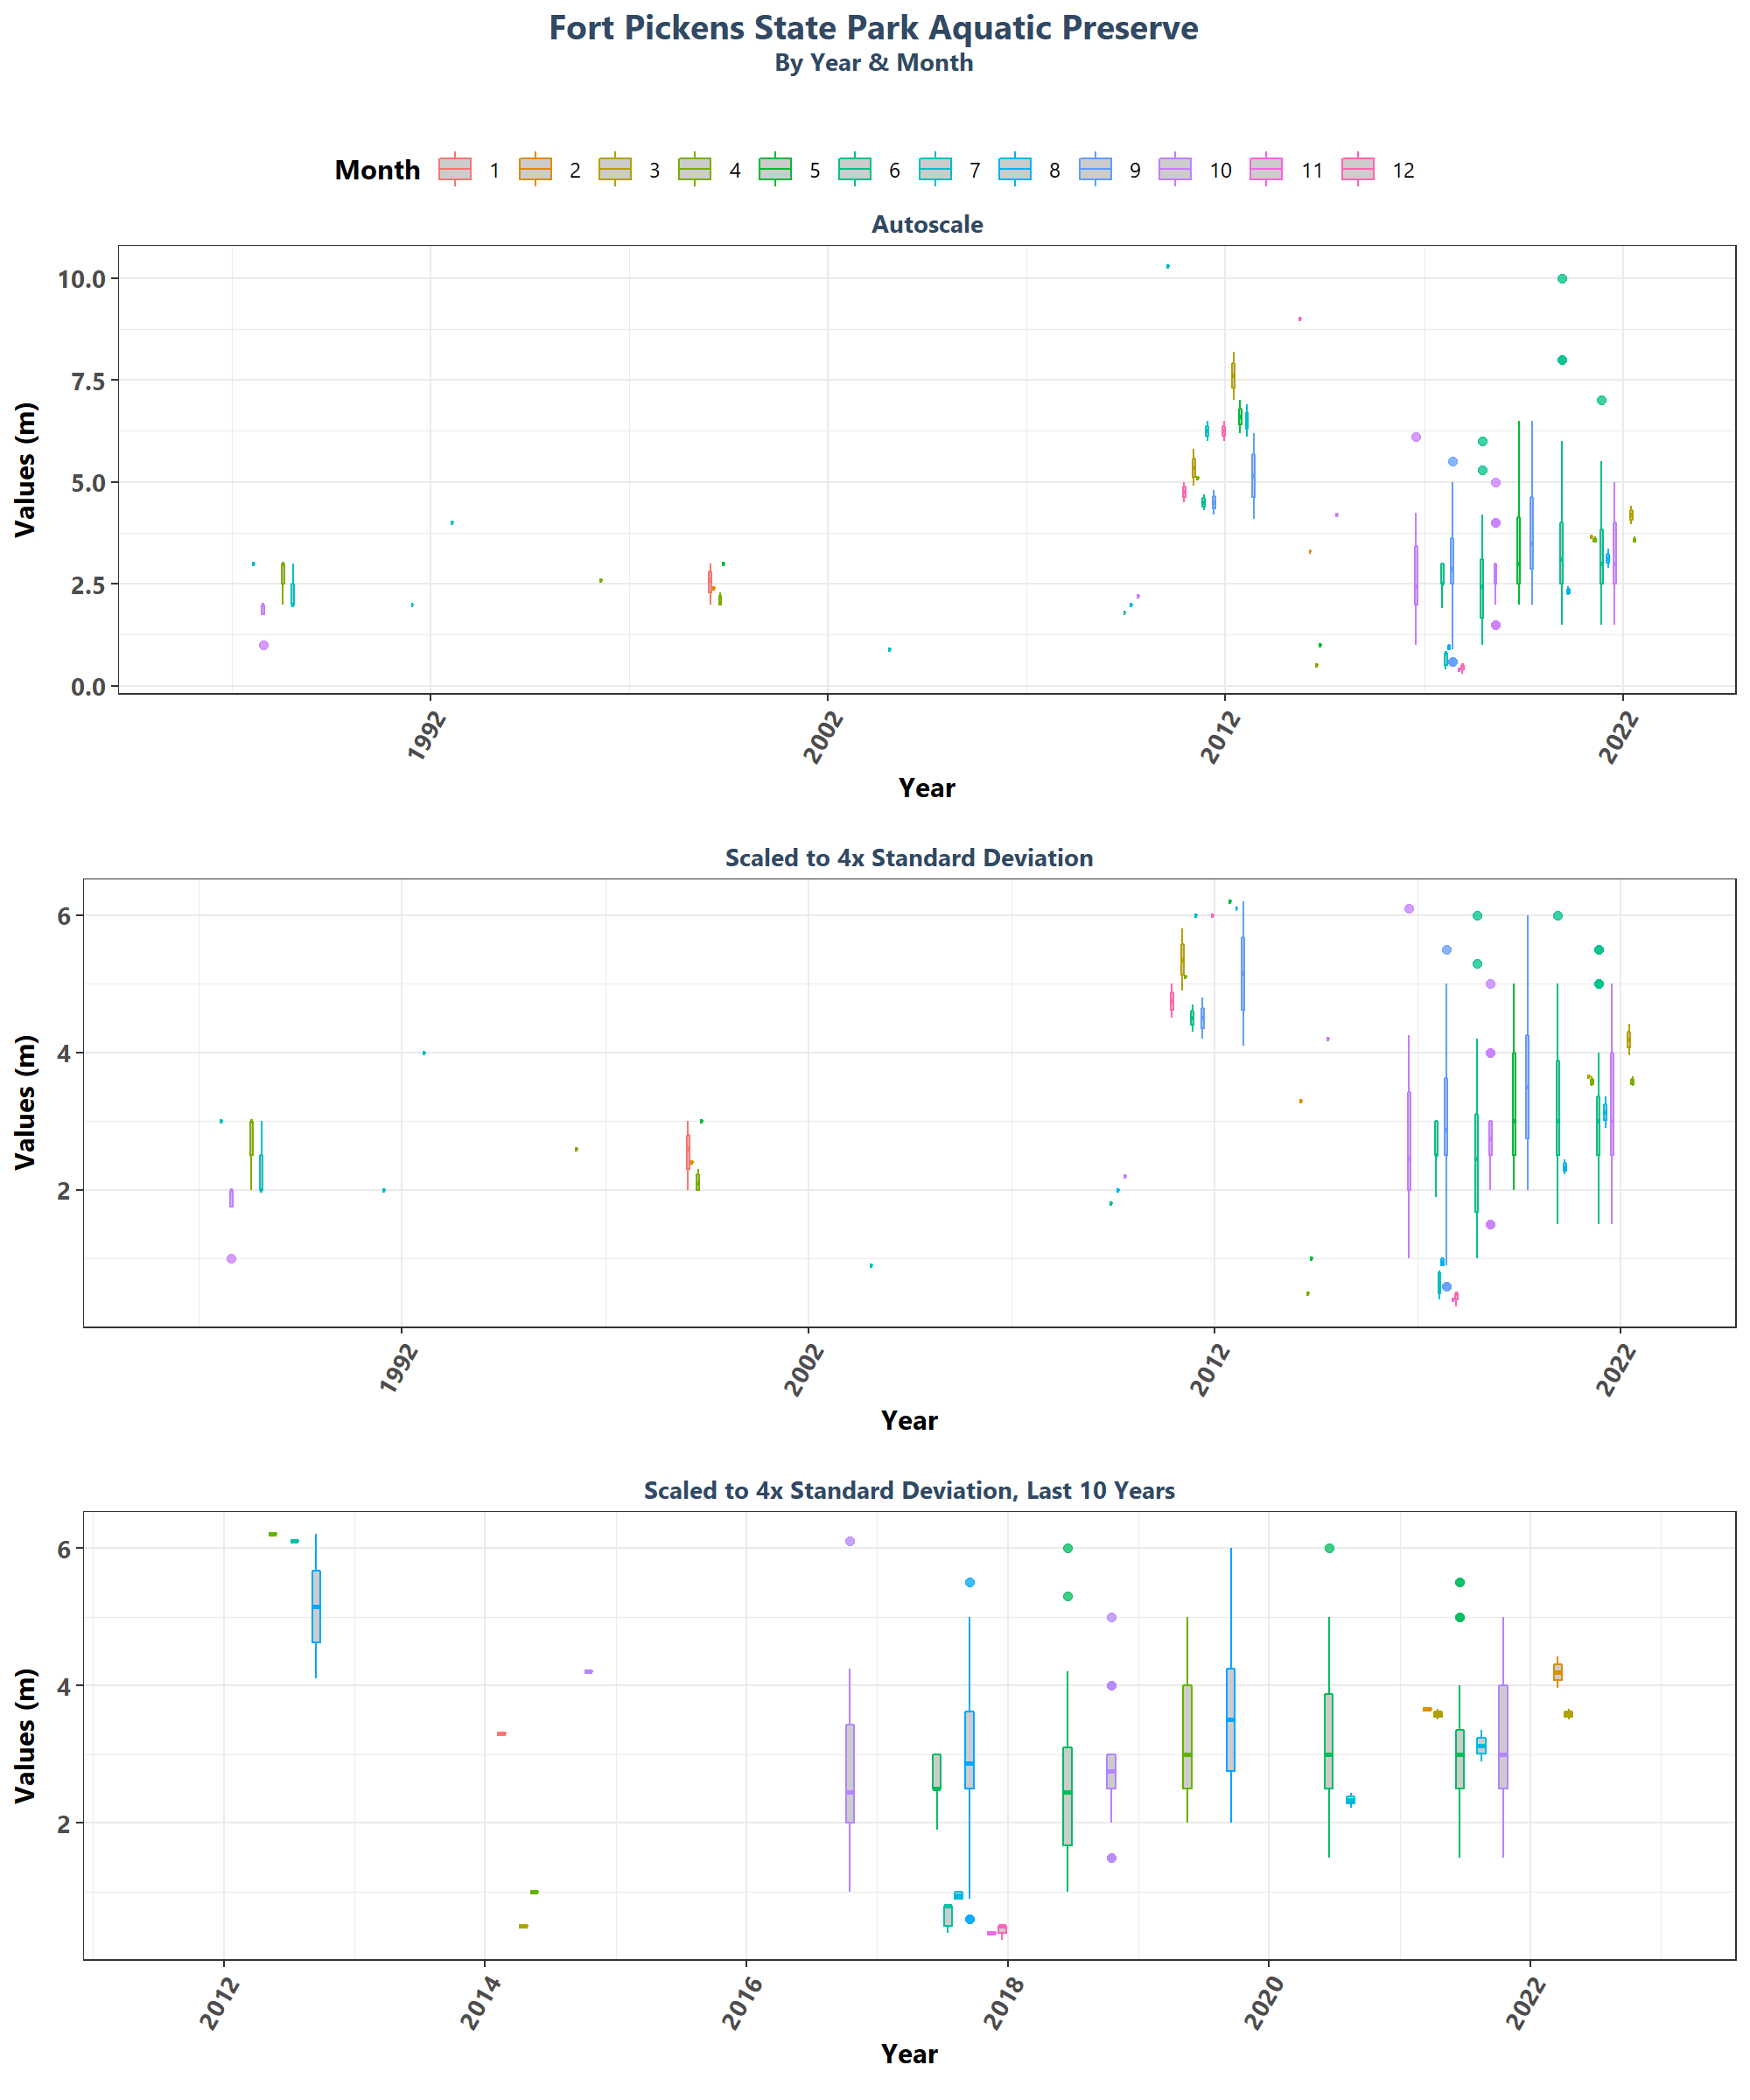 Fort Pickens State Park Aquatic Preserve
By Year & Month
Month 1 2 3 4 5 6 7 8 9 10 11 12
Autoscale
10.0
7.5
5.0
2.5
0.0
Values (m)
1992 2002 2012 2022
Year
Scaled to 4x Standard Deviation
6
4
2
Values (m)
1992 2002 2012 2022
Year
Scaled to 4x Standard Deviation, Last 10 Years
6
4
2
Values (m)
2012 2014 2016 2018 2020 2022
Year